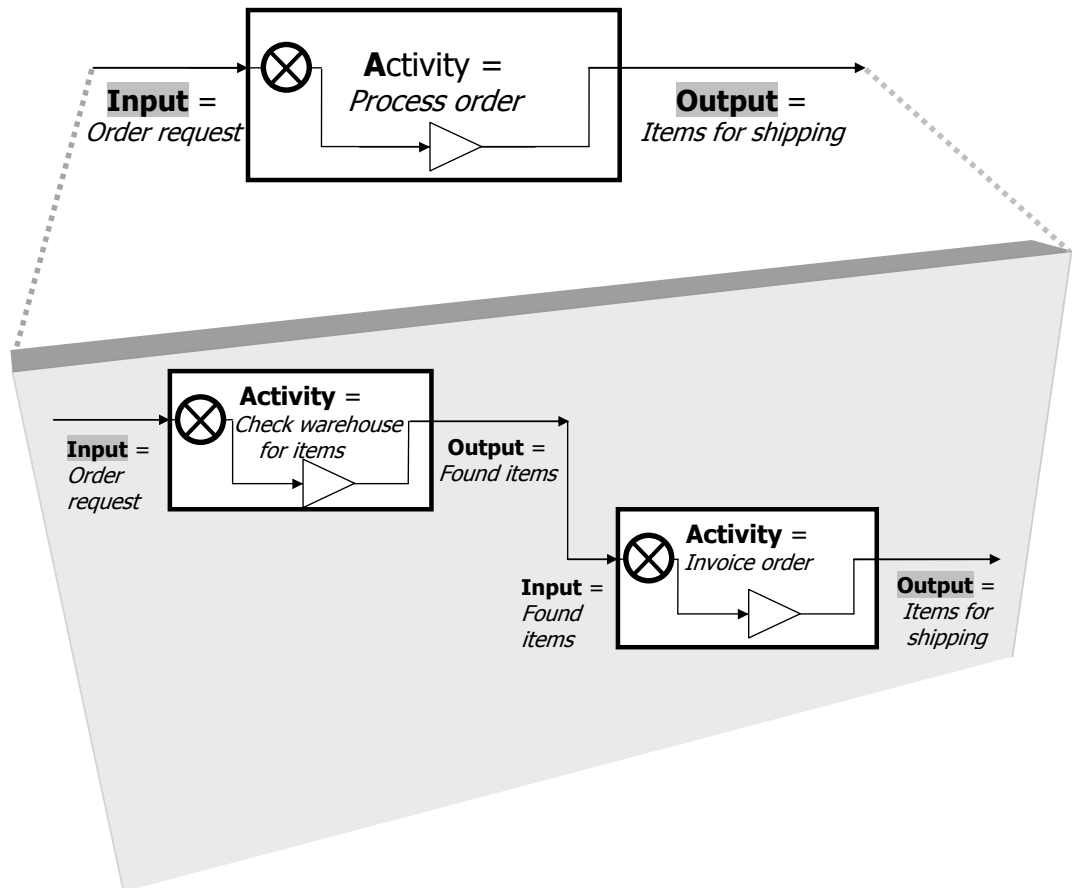 Activity =
Process order
Input =
Order request
Output =
Items for shipping
Activity =
Check warehouse
for items
Input =
Order
request
Output =
Found items
Activity =
Invoice order
Input =
Found
items
Output =
Items for
shipping